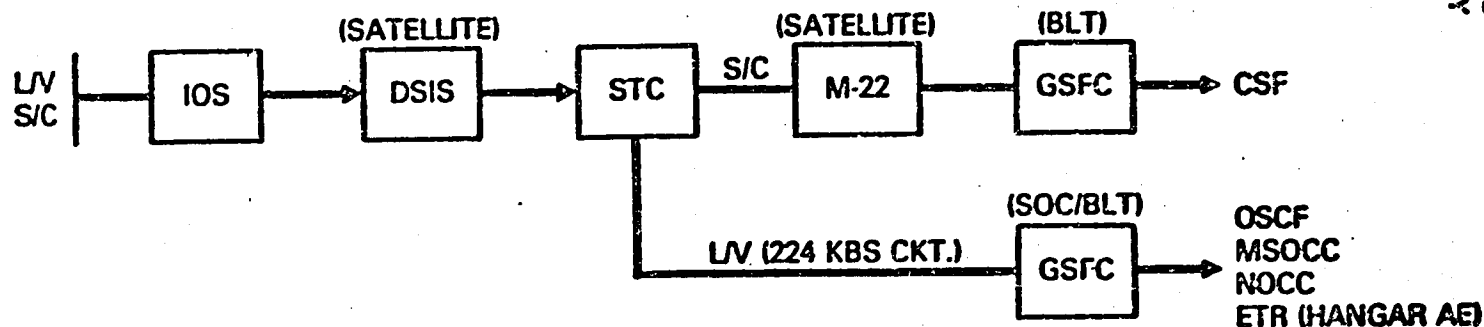 (SATELLITE)
(SATELLITE)
(BLT)
L/V
S/C
IOS
DSIS
STC
S/C
M-22
GSFC
CSF
(SOC/BLT)
L/V (224 KBS CKT.)
GSFC
OSCF
MSOCC
NOCC
ETR (HANGAR AE)